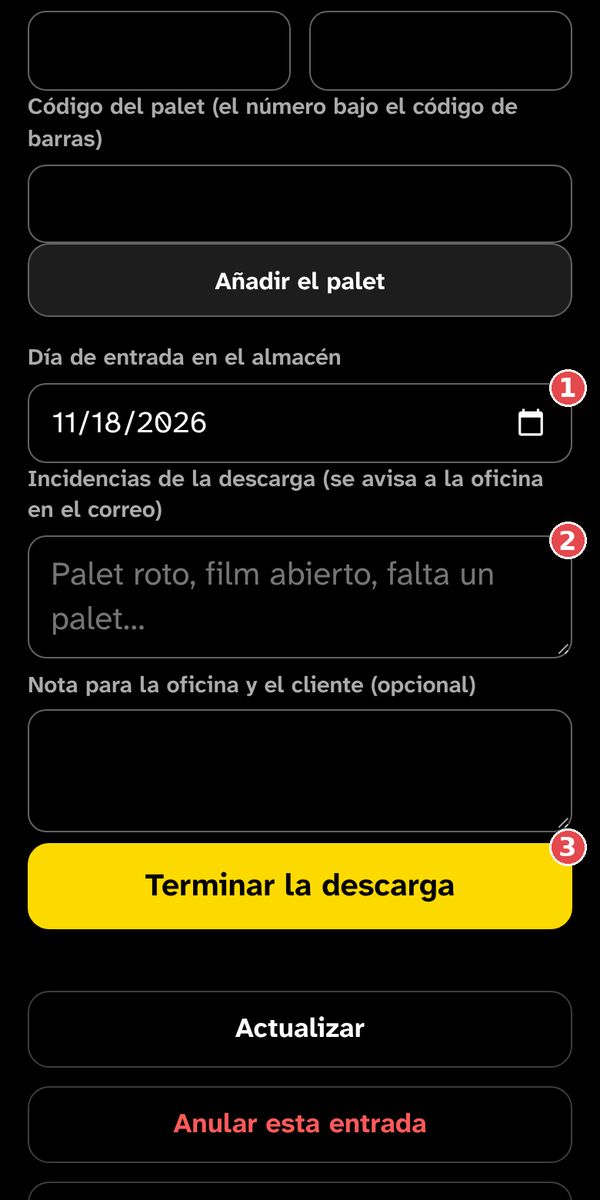 Código del palet (el número bajo el código de
barras)
Añadir el palet
Día de entrada en el almacén
1
11/18/2026
Incidencias de la descarga (se avisa a la oficina
en el correo)
2
Palet roto, film abierto, falta un
palet...
Nota para la oficina y el cliente (opcional)
3
Terminar la descarga
Actualizar
Anular esta entrada